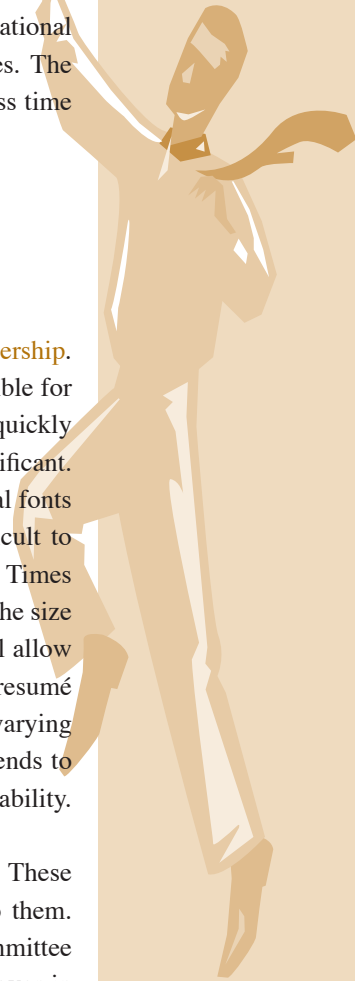 ational
es. The
ss time
ership.
ble for
quickly
ificant.
al fonts
cult to
Times
he size
l allow
resumé
varying
ends to
ability.
These
them.
mmittee